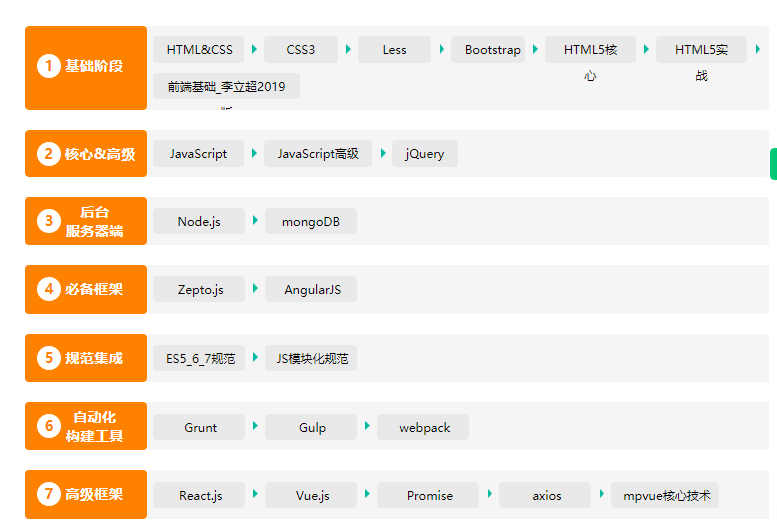 1 基础阶段 HTML&CSS CSS3 Less Bootstrap HTML5核心 HTML5实战
前端基础_李立超2019
2 核心&高级 JavaScript JavaScript高级 jQuery
3 后台
服务器端 Node.js mongoDB
4 必备框架 Zepto.js AngularJS
5 规范集成 ES5_6_7规范 JS模块化规范
6 自动化
构建工具 Grunt Gulp webpack
7 高级框架 React.js Vue.js Promise axios mpvue核心技术